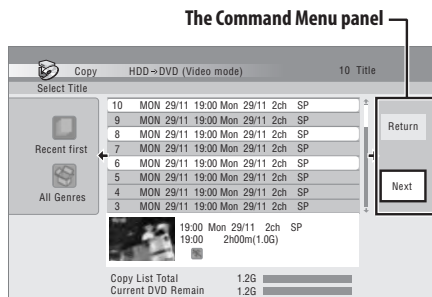 The Command Menu panel
Copy HDD→DVD (Video mode) 10 Title
Select Title
10 MON 29/11 19:00 Mon 29/11 2ch SP
9 MON 29/11 19:00 Mon 29/11 2ch SP
8 MON 29/11 19:00 Mon 29/11 2ch SP
7 MON 29/11 19:00 Mon 29/11 2ch SP
6 MON 29/11 19:00 Mon 29/11 2ch SP
5 MON 29/11 19:00 Mon 29/11 2ch SP
4 MON 29/11 19:00 Mon 29/11 2ch SP
3 MON 29/11 19:00 Mon 29/11 2ch SP
Recent first
All Genres
Return
Next
19:00 Mon 29/11 2ch SP
19:00 2h00m(1.0G)
Copy List Total 1.2G
Current DVD Remain 1.2G